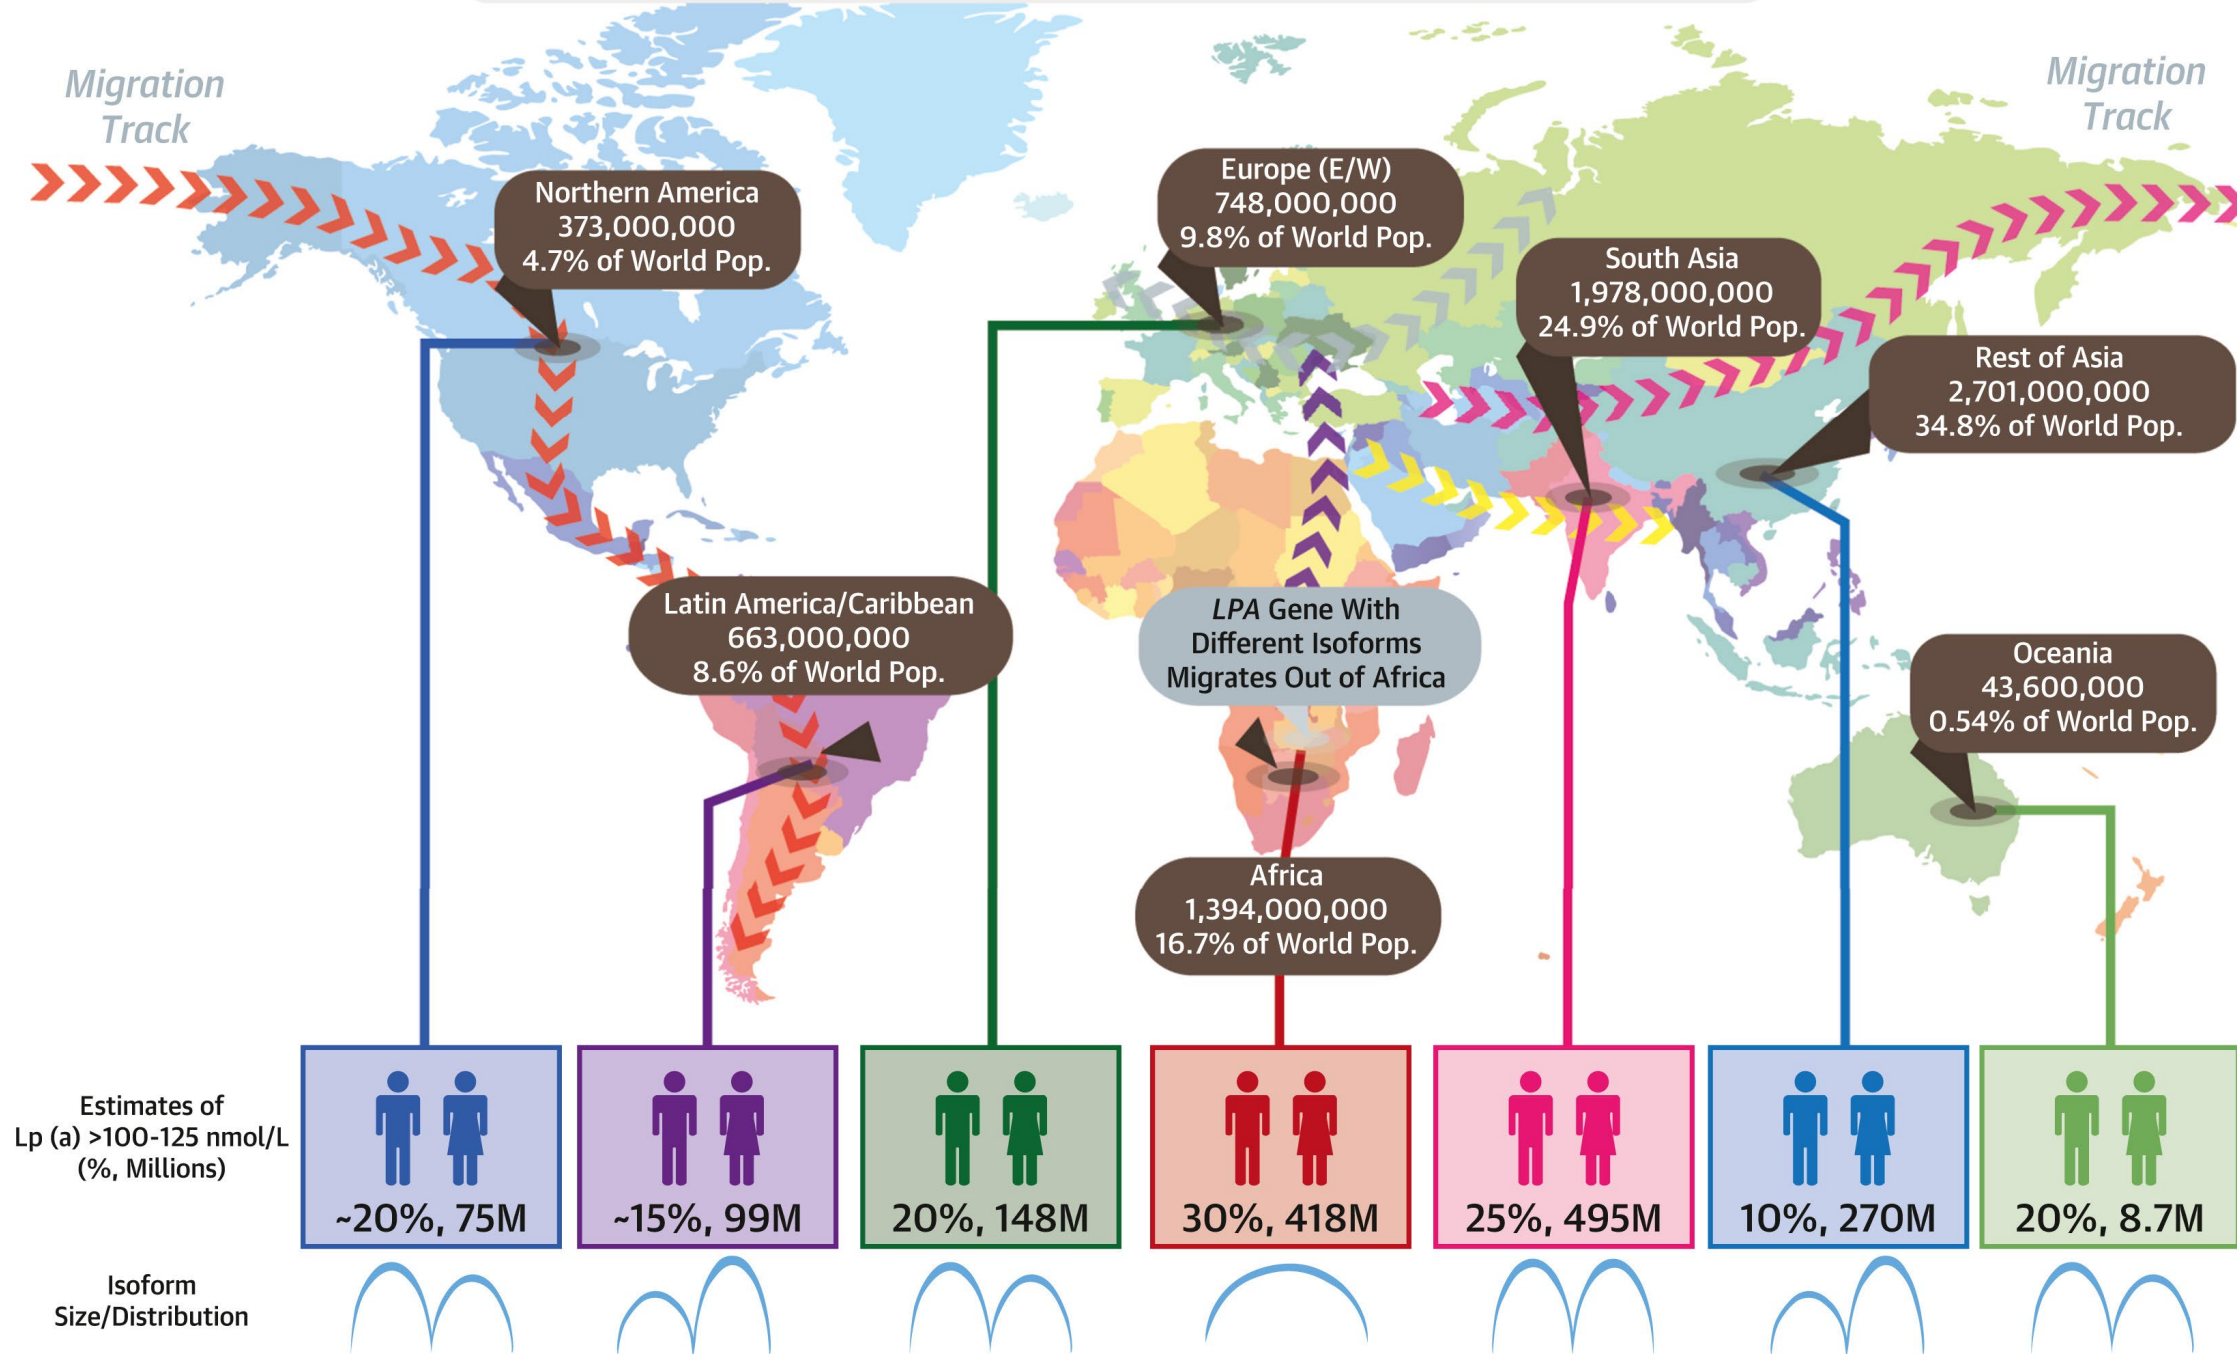 Migration
Track
Migration
Track
Northern America
373,000,000
4.7% of World Pop.
Europe (E/W)
748,000,000
9.8% of World Pop.
South Asia
1,978,000,000
24.9% of World Pop.
Rest of Asia
2,701,000,000
34.8% of World Pop.
Latin America/Caribbean
663,000,000
8.6% of World Pop.
LPA Gene With
Different Isoforms
Migrates Out of Africa
Oceania
43,600,000
0.54% of World Pop.
Africa
1,394,000,000
16.7% of World Pop.
Estimates of
Lp (a) >100-125 nmol/L
(%, Millions)
~20%, 75M
~15%, 99M
20%, 148M
30%, 418M
25%, 495M
10%, 270M
20%, 8.7M
Isoform
Size/Distribution